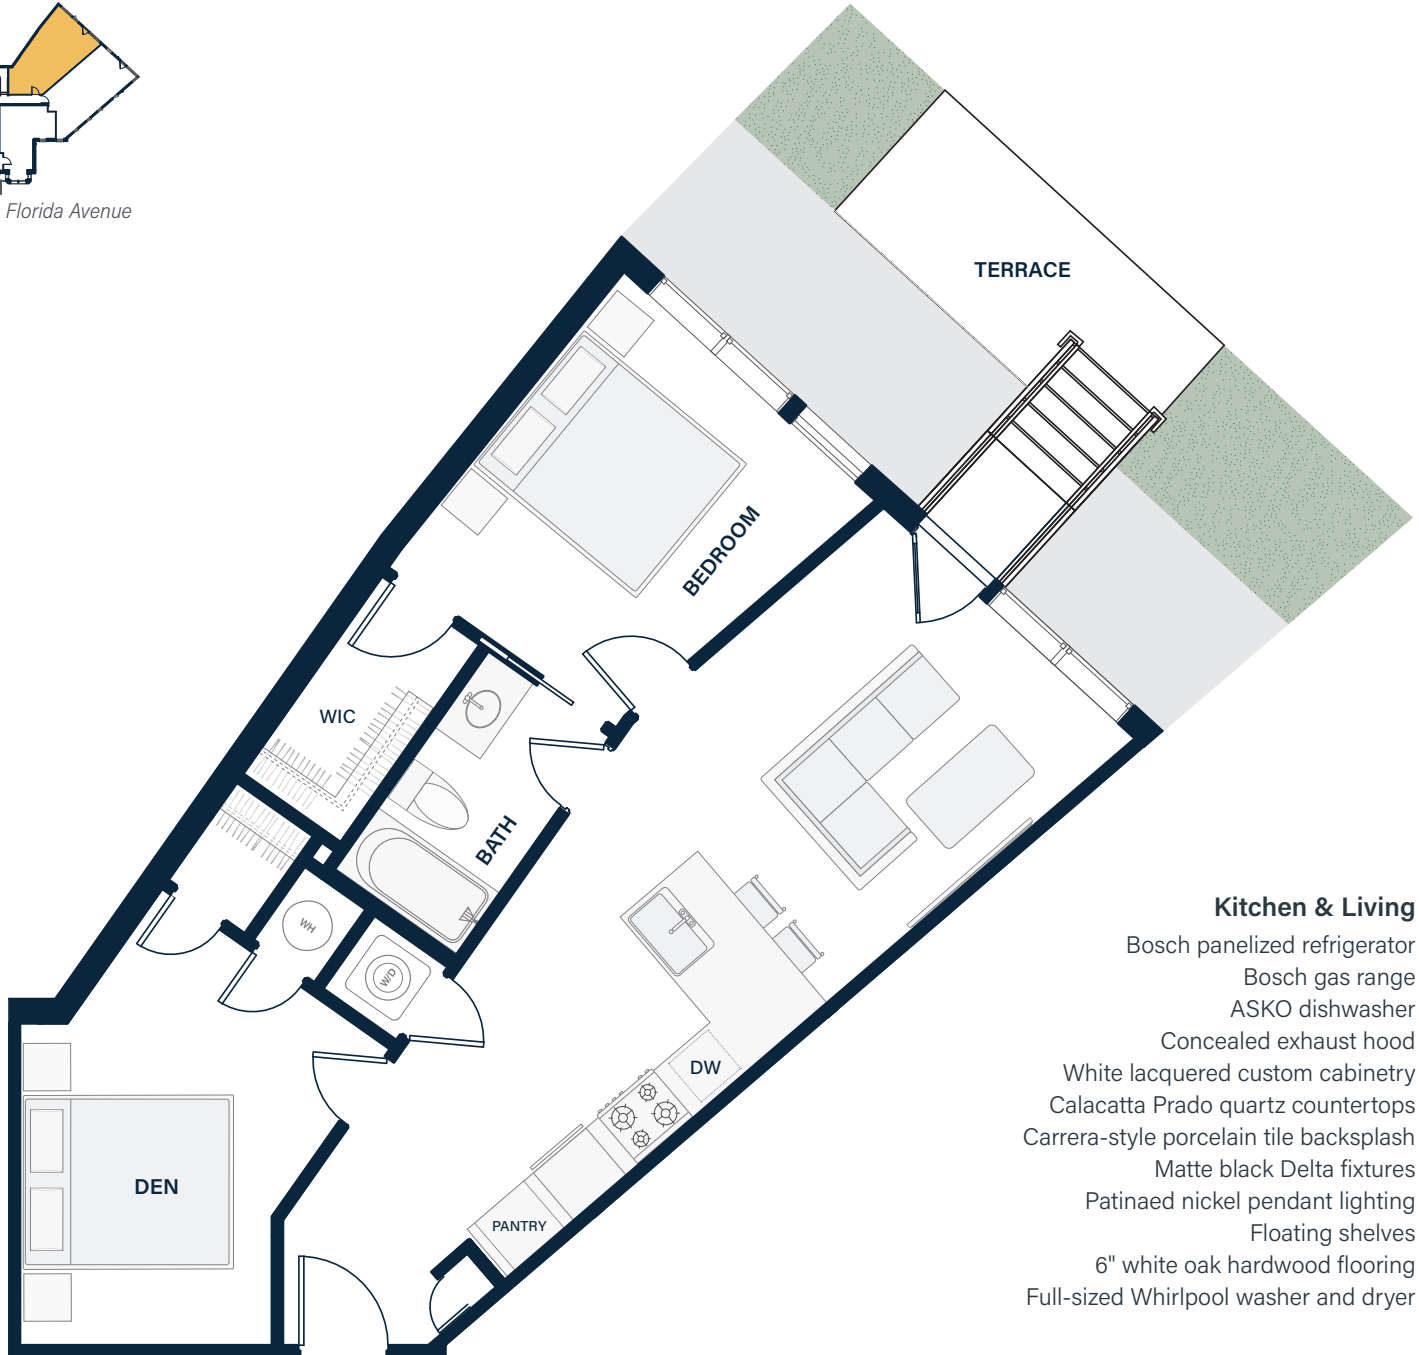 Florida Avenue
TERRACE
BEDROOM
WIC
BATH
WH
W/D
DW
DEN
PANTRY
Kitchen & Living
Bosch panelized refrigerator
Bosch gas range
ASKO dishwasher
Concealed exhaust hood
White lacquered custom cabinetry
Calacatta Prado quartz countertops
Carrera-style porcelain tile backsplash
Matte black Delta fixtures
Patinaed nickel pendant lighting
Floating shelves
6" white oak hardwood flooring
Full-sized Whirlpool washer and dryer